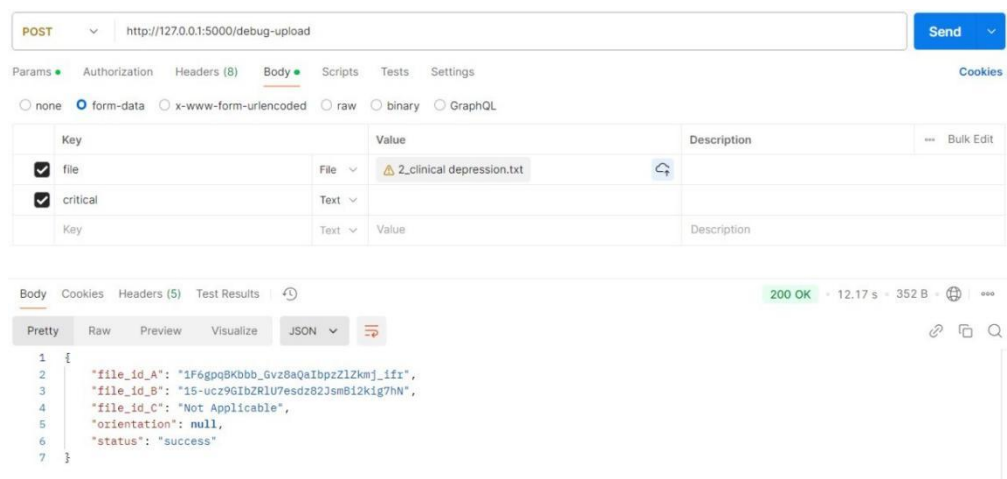 POST http://127.0.0.1:5000/debug-upload Send
Params Authorization Headers (8) Body Scripts Tests Settings Cookies
none form-data x-www-form-urlencoded raw binary GraphQL
Key Value Description Bulk Edit
file File 2_clinical depression.txt
critical Text
Key Text Value Description
Body Cookies Headers (5) Test Results 200 OK 12.17 s 352 B
Pretty Raw Preview Visualize JSON
1 {
2 "file_id_A": "1F6gpqBKbbb_Gvz8aQaIbpzZlZkmj_ifr",
3 "file_id_B": "15-ucz9GIbZRlU7esdz82JsmBi2kig7hN",
4 "file_id_C": "Not Applicable",
5 "orientation": null,
6 "status": "success"
7 }